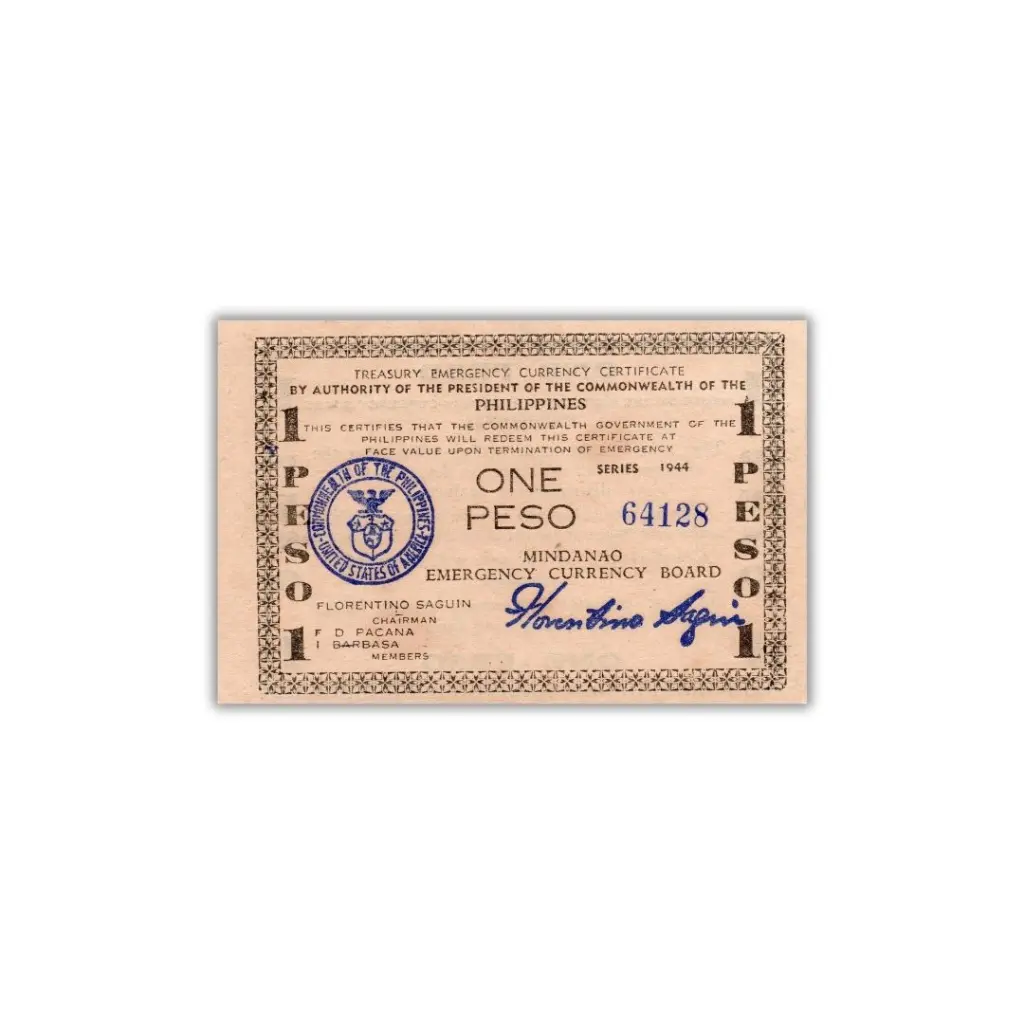 TREASURY EMERGENCY CURRENCY CERTIFICATE
BY AUTHORITY OF THE PRESIDENT OF THE COMMONWEALTH OF THE
PHILIPPINES
1 PESO 1
1 PESO 1
THIS CERTIFIES THAT THE COMMONWEALTH GOVERNMENT OF THE
PHILIPPINES WILL REDEEM THIS CERTIFICATE AT
FACE VALUE UPON TERMINATION OF EMERGENCY
COMMONWEALTH OF THE PHILIPPINES
UNITED STATES OF AMERICA
ONE
PESO
SERIES 1944
64128
MINDANAO
EMERGENCY CURRENCY BOARD
FLORENTINO SAGUIN
CHAIRMAN
F D PACANA
I BARBASA
MEMBERS
Florentino Saguin